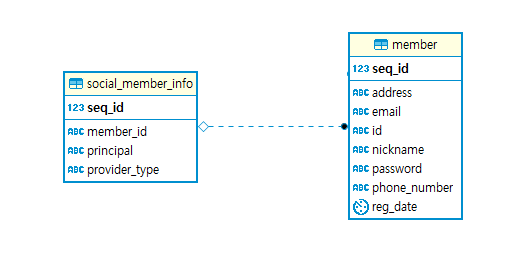 social_member_info
123 seq_id
ABC member_id
ABC principal
ABC provider_type
member
123 seq_id
ABC address
ABC email
ABC id
ABC nickname
ABC password
ABC phone_number
reg_date